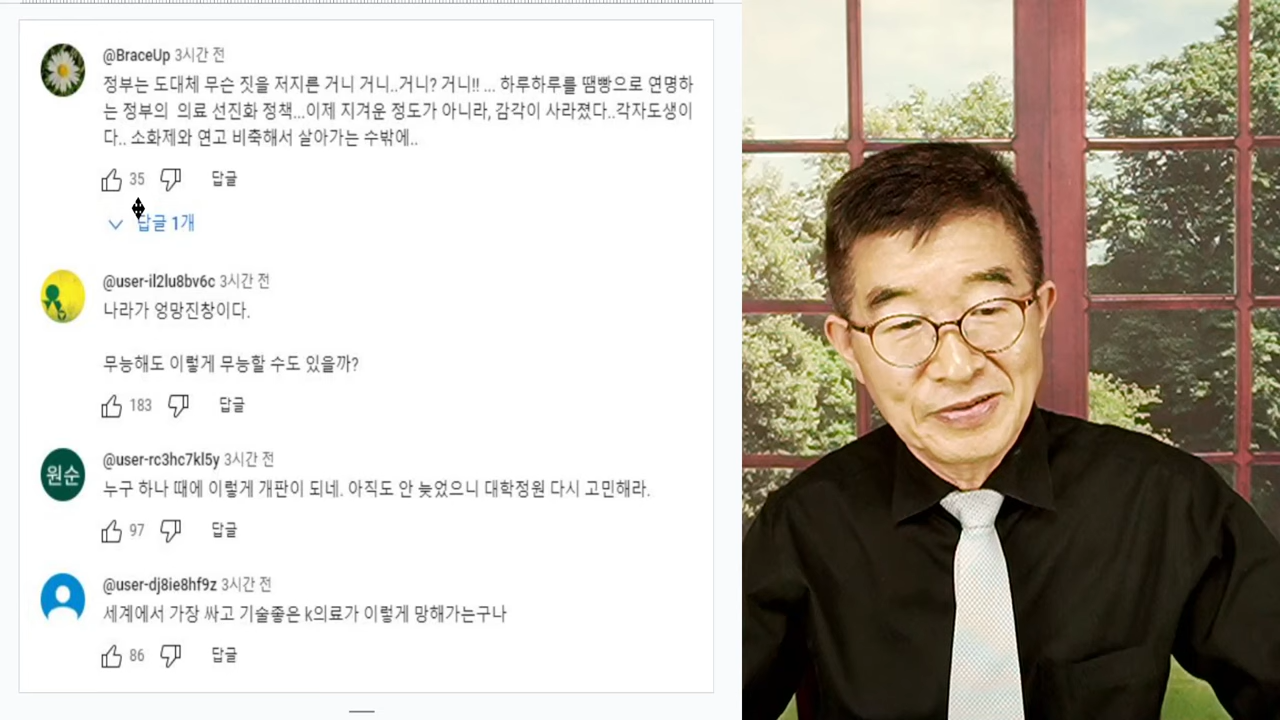 @BraceUp 3시간 전
정부는 도대체 무슨 짓을 저지른 거니 거니..거니? 거니!! ... 하루하루를 땜빵으로 연명하
는 정부의 의료 선진화 정책...이제 지겨운 정도가 아니라, 감각이 사라졌다..각자도생이
다.. 소화제와 연고 비축해서 살아가는 수밖에..
35 답글
답글 1개
@user-il2lu8bv6c 3시간 전
나라가 엉망진창이다.
무능해도 이렇게 무능할 수도 있을까?
183 답글
원순
@user-rc3hc7kl5y 3시간 전
누구 하나 때에 이렇게 개판이 되네. 아직도 안 늦었으니 대학정원 다시 고민해라.
97 답글
@user-dj8ie8hf9z 3시간 전
세계에서 가장 싸고 기술좋은 k의료가 이렇게 망해가는구나
86 답글